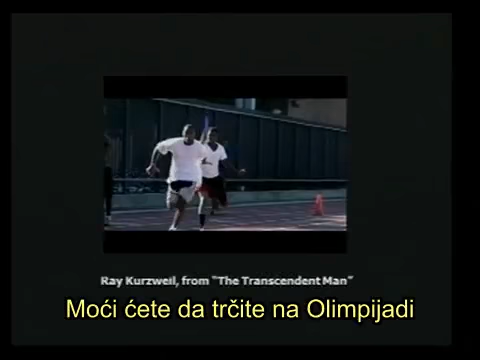 Ray Kurzweil, from "The Transcendent Man"
Moći ćete da trčite na Olimpijadi